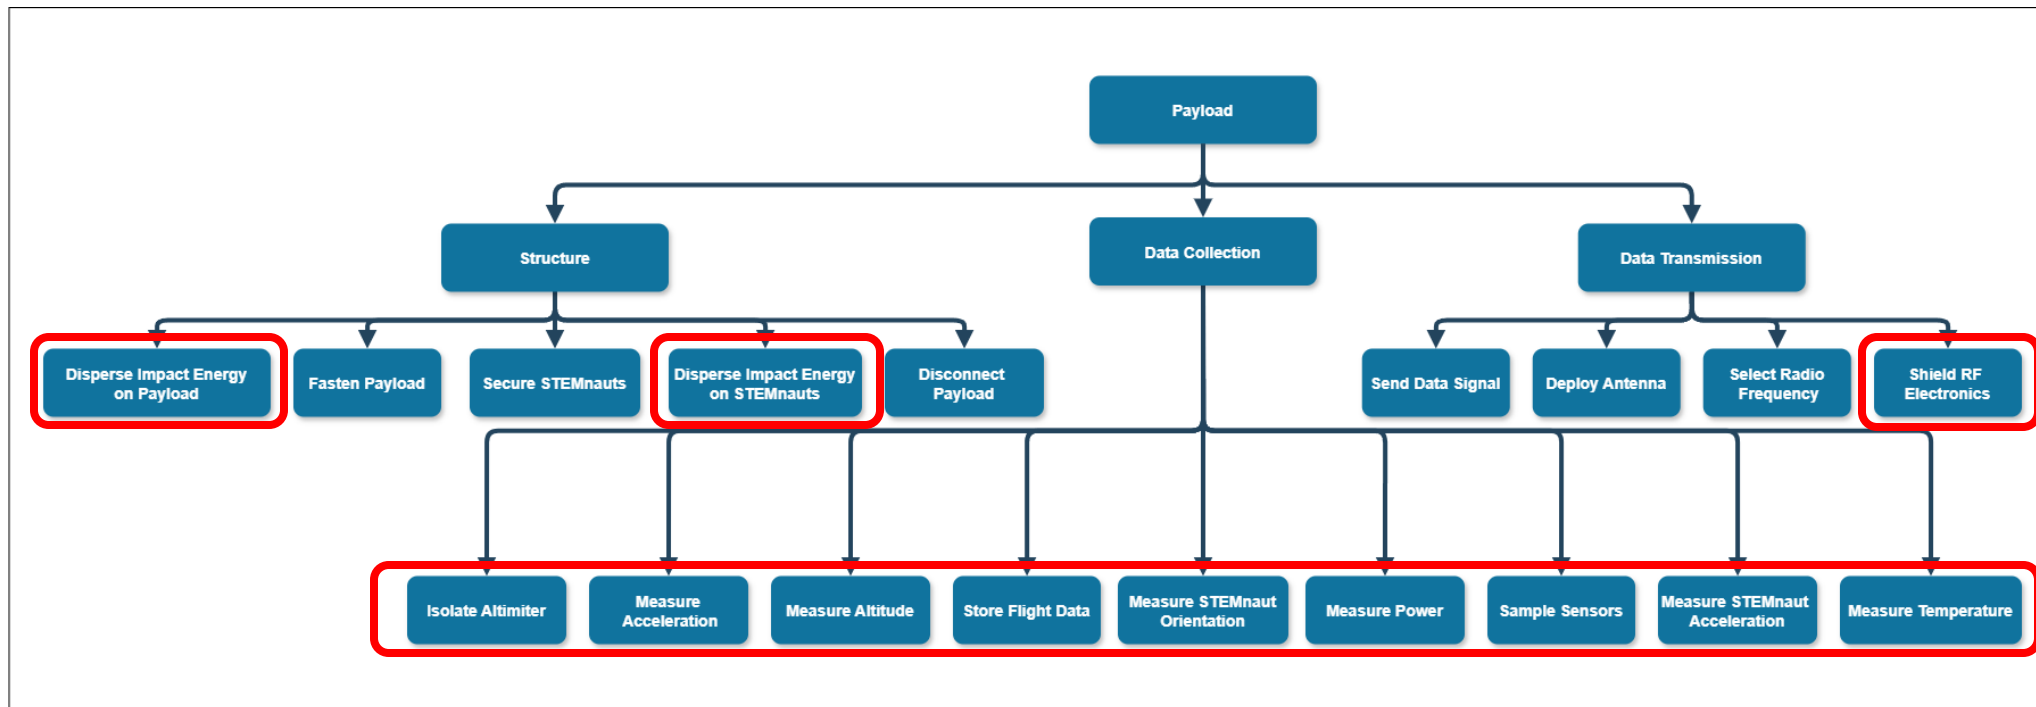 Payload
Structure
Data Collection
Data Transmission
Disperse Impact Energy
on Payload
Fasten Payload
Secure STEMnauts
Disperse Impact Energy
on STEMnauts
Disconnect
Payload
Send Data Signal
Deploy Antenna
Select Radio
Frequency
Shield RF
Electronics
Isolate Altimiter
Measure
Acceleration
Measure Altitude
Store Flight Data
Measure STEMnaut
Orientation
Measure Power
Sample Sensors
Measure STEMnaut
Acceleration
Measure Temperature